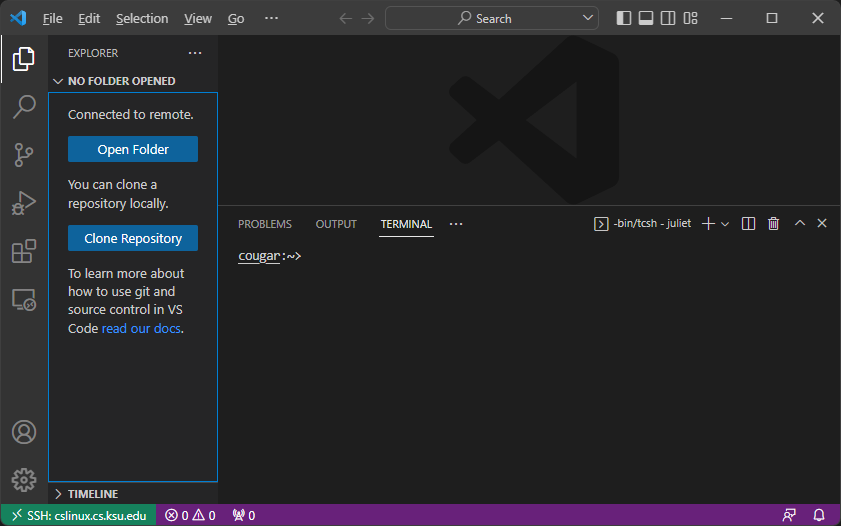 File Edit Selection View Go ···
Search
EXPLORER ···
NO FOLDER OPENED
Connected to remote.
Open Folder
You can clone a
repository locally.
Clone Repository
To learn more about
how to use git and
source control in VS
Code read our docs.
TIMELINE
PROBLEMS OUTPUT TERMINAL ···
-bin/tcsh - juliet
cougar:~>
SSH: cslinux.cs.ksu.edu 0 0 0